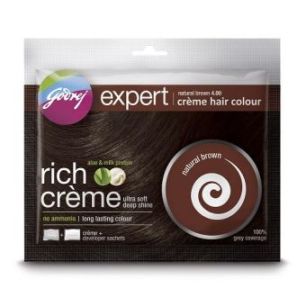 Godrej
expert
natural brown 4.00
crème hair colour
aloe & milk protein
rich
crème
ultra soft
deep shine
no ammonia | long lasting colour
crème +
developer sachets
natural brown
100%
grey coverage